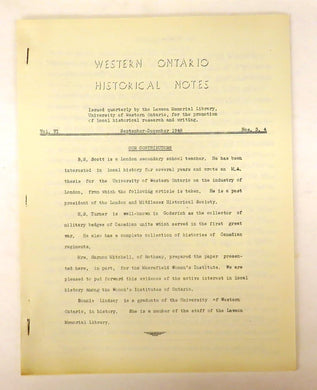 WESTERN ONTARIO
HISTORICAL NOTES
Issued quarterly by the Lawson Memorial Library,
University of Western Ontario, for the promotion
of local historical research and writing.
Vol. VI September-December 1948 Nos. 3, 4
OUR CONTRIBUTORS
B.S. Scott is a London secondary school teacher. He has been
interested in local history for several years and wrote an M.A.
thesis for the University of Western Ontario on the industry of
London, from which the following article is taken. He is a past
president of the London and Middlesex Historical Society.
H.S. Turner is well-known in Goderich as the collector of
military badges of Canadian units which served in the first great
war. He also has a complete collection of histories of Canadian
regiments.
Mrs. Harmon Mitchell, of Bethany, prepared the paper present-
ed here, in part, for the Women's Institute. We are
pleased to put forward this evidence of the active interest in local
history among the Women's Institutes of Ontario.
Bonnie Lindsay is a graduate of the University of Western
Ontario, in history. She is a member of the staff of the Lawson
Memorial Library.